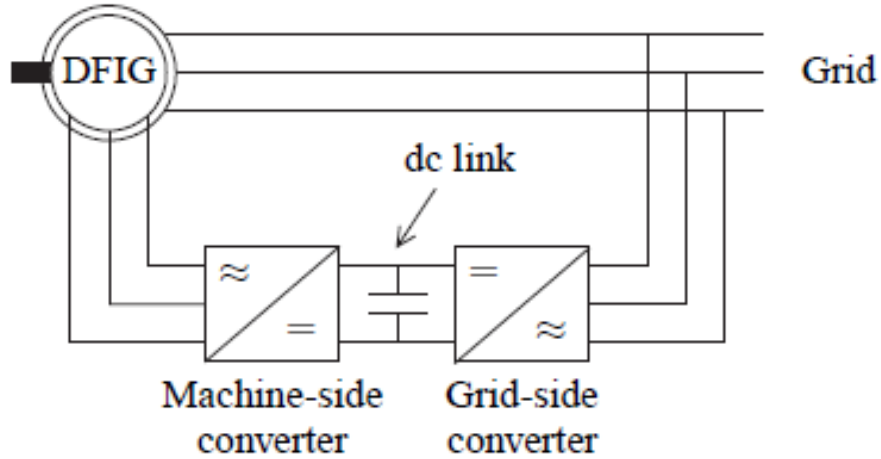 DFIG
Grid
dc link
≈
=
=
≈
Machine-side
converter
Grid-side
converter